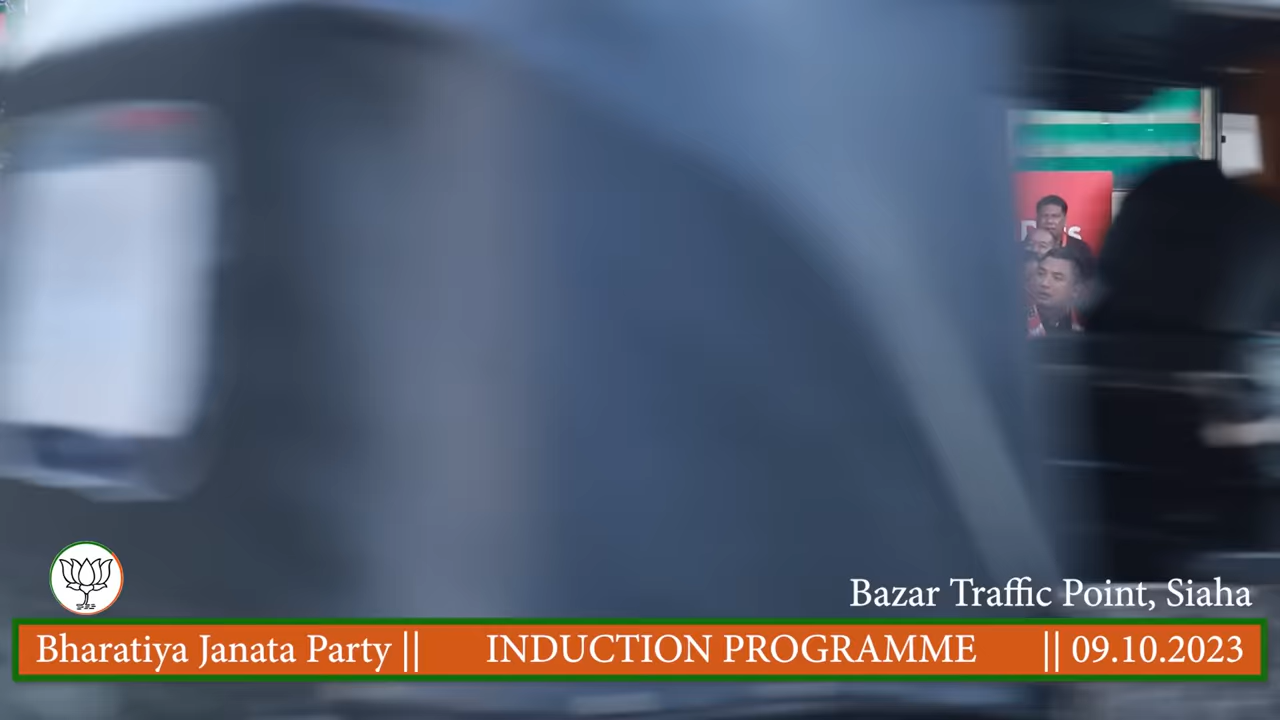 Bazar Traffic Point, Siaha
Bharatiya Janata Party || INDUCTION PROGRAMME || 09.10.2023